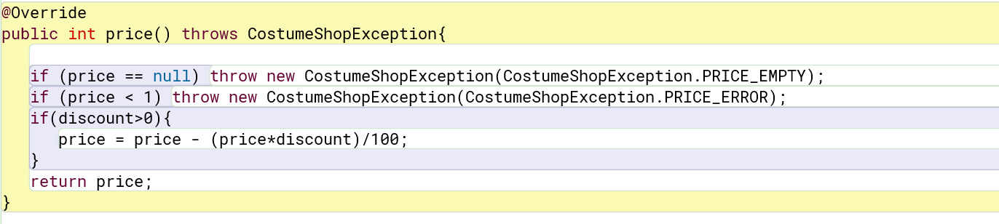 @Override
public int price() throws CostumeShopException{
if (price == null) throw new CostumeShopException(CostumeShopException.PRICE_EMPTY);
if (price < 1) throw new CostumeShopException(CostumeShopException.PRICE_ERROR);
if(discount>0){
price = price - (price*discount)/100;
}
return price;
}